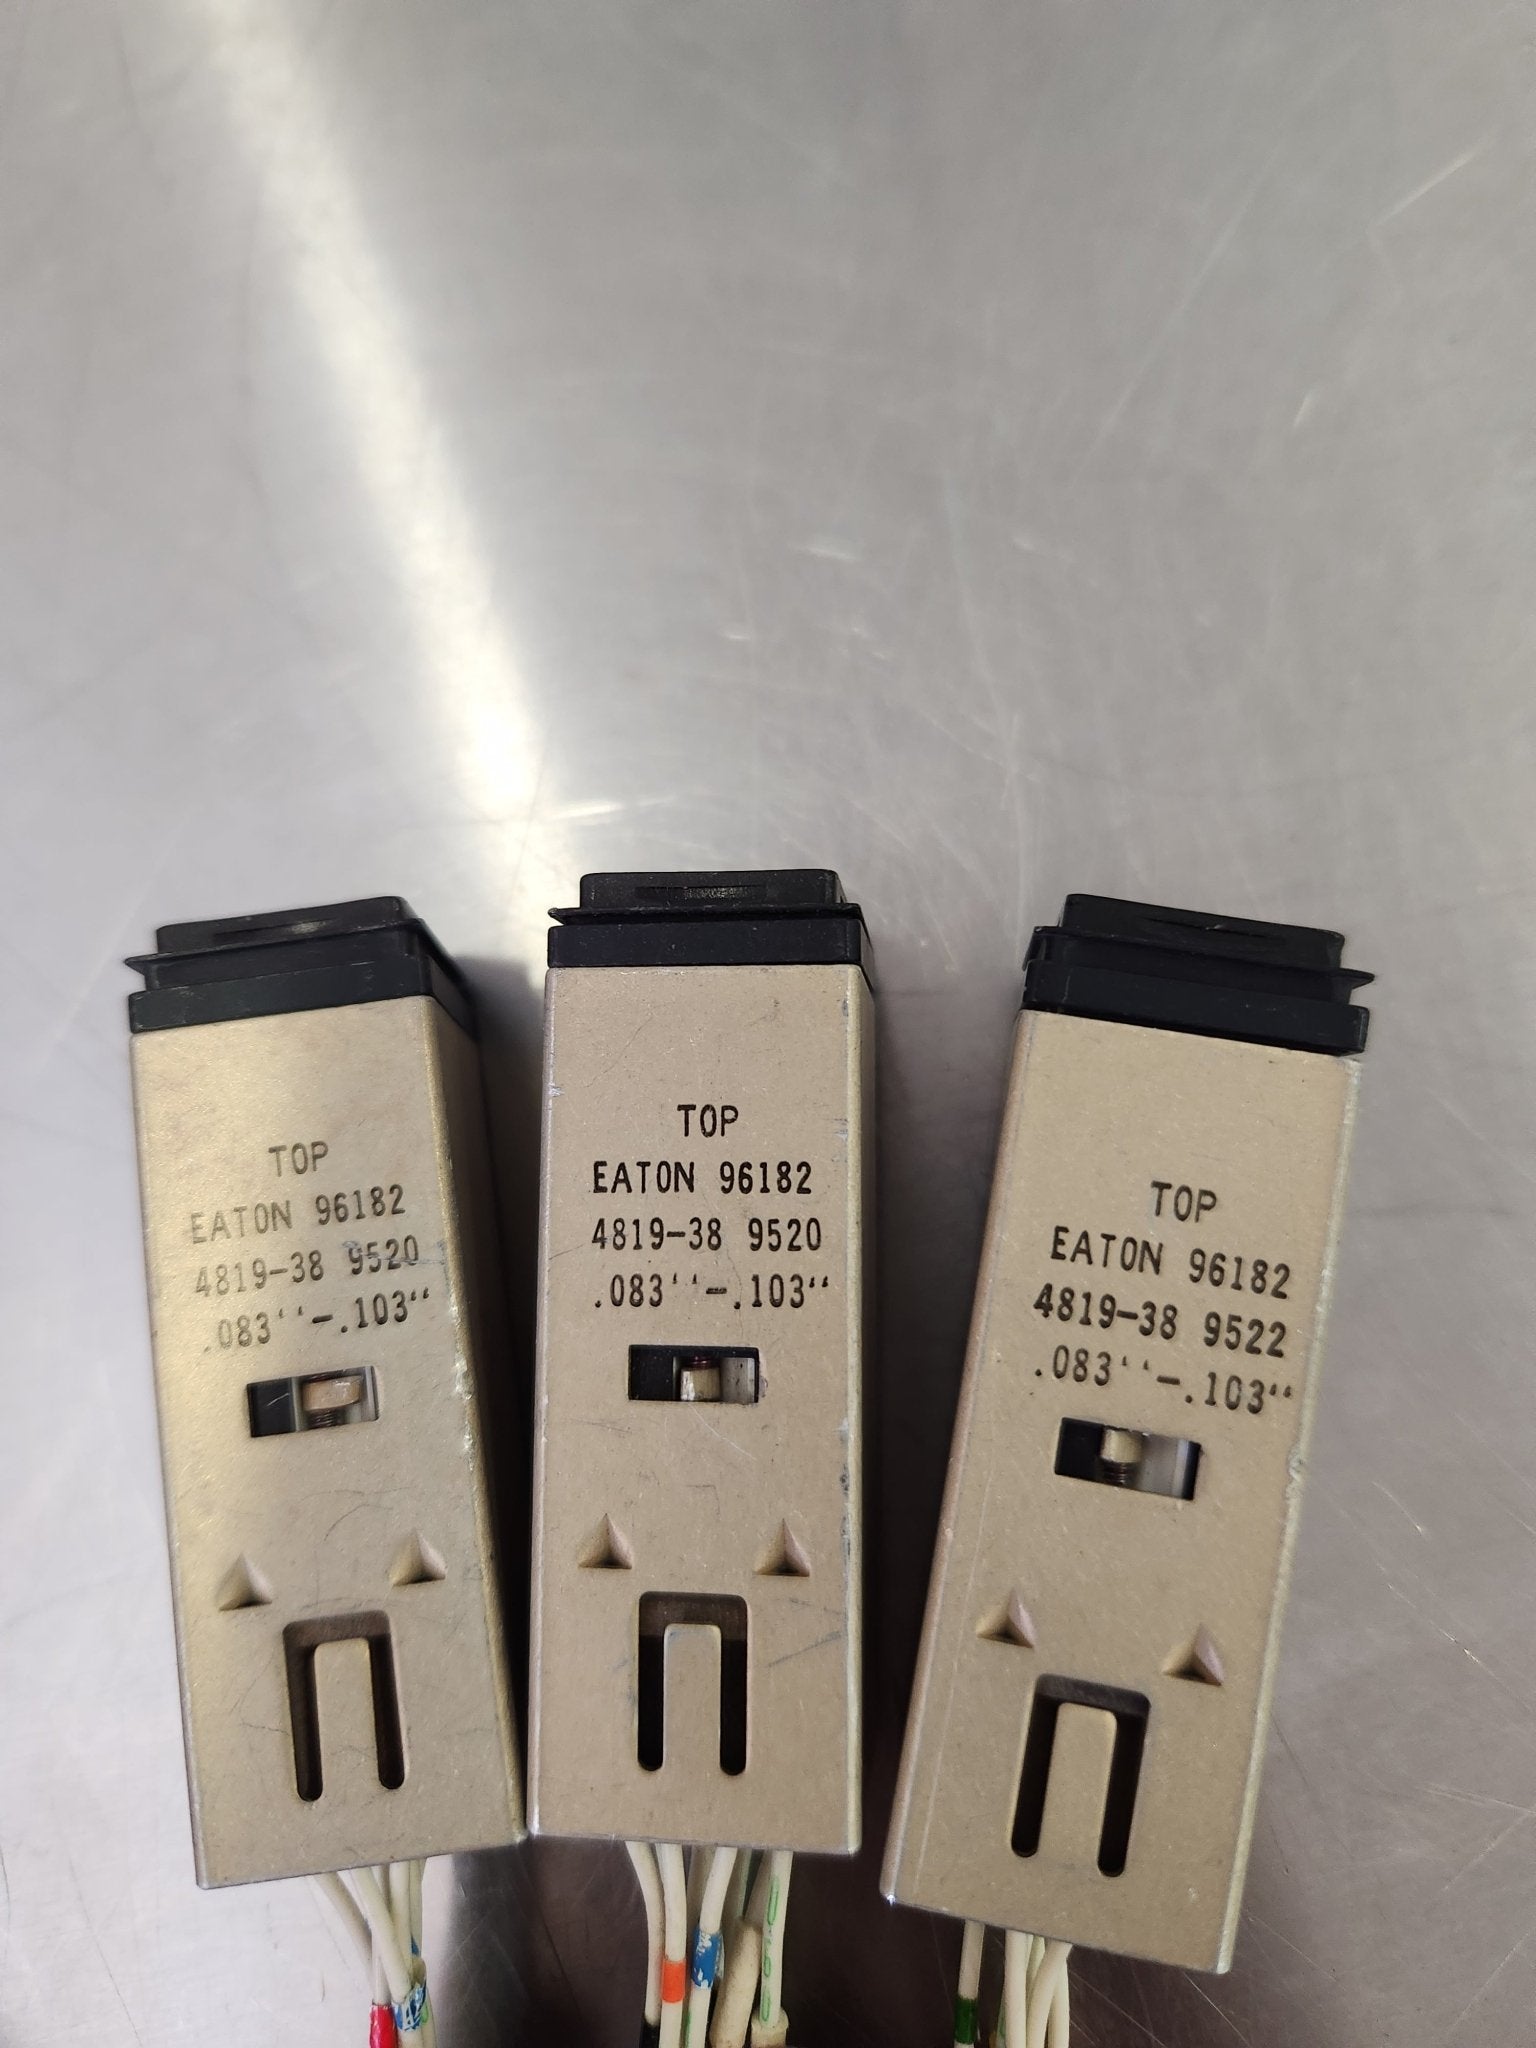 TOP
EATON 96182
4819-38 9520
.083''-.103"
TOP
EATON 96182
4819-38 9520
.083''-.103"
TOP
EATON 96182
4819-38 9522
.083''-.103"